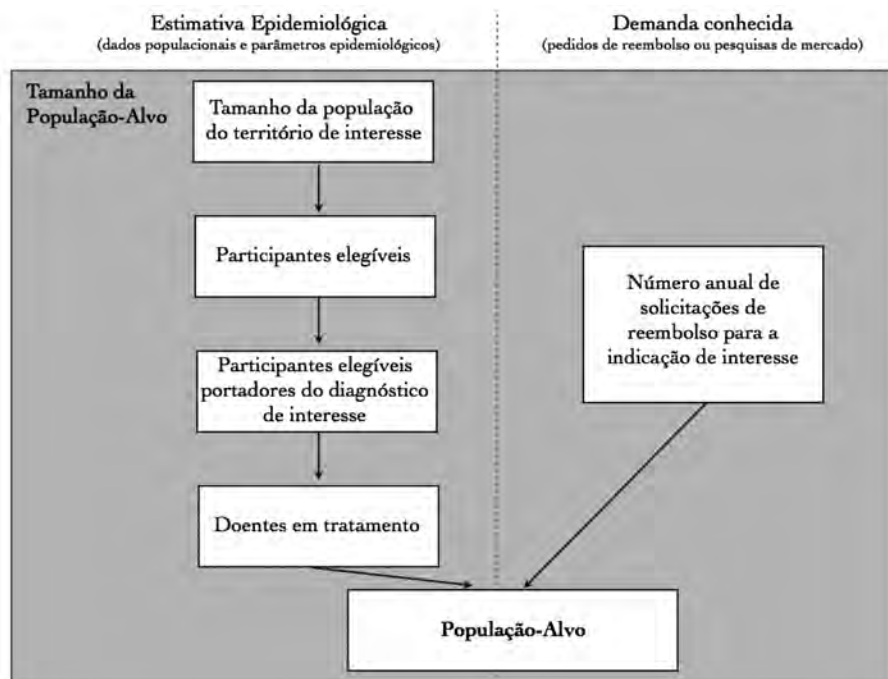 Estimativa Epidemiológica
(dados populacionais e parâmetros epidemiológicos)
Demanda conhecida
(pedidos de reembolso ou pesquisas de mercado)
Tamanho da
População-Alvo
Tamanho da população
do território de interesse
Participantes elegíveis
Participantes elegíveis
portadores do diagnóstico
de interesse
Doentes em tratamento
Número anual de
solicitações de
reembolso para a
indicação de interesse
População-Alvo